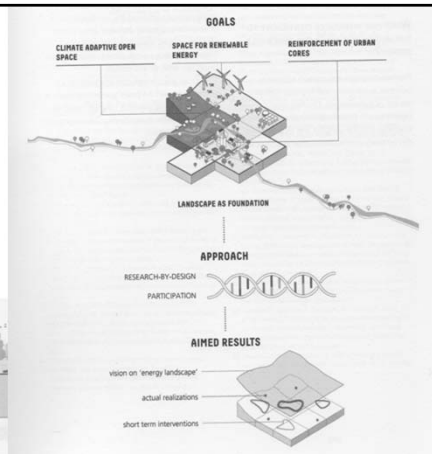 GOALS
CLIMATE ADAPTIVE OPEN
SPACE
SPACE FOR RENEWABLE
ENERGY
REINFORCEMENT OF URBAN
CORES
LANDSCAPE AS FOUNDATION
APPROACH
RESEARCH-BY-DESIGN
PARTICIPATION
AIMED RESULTS
vision on 'energy landscape'
actual realizations
short term interventions